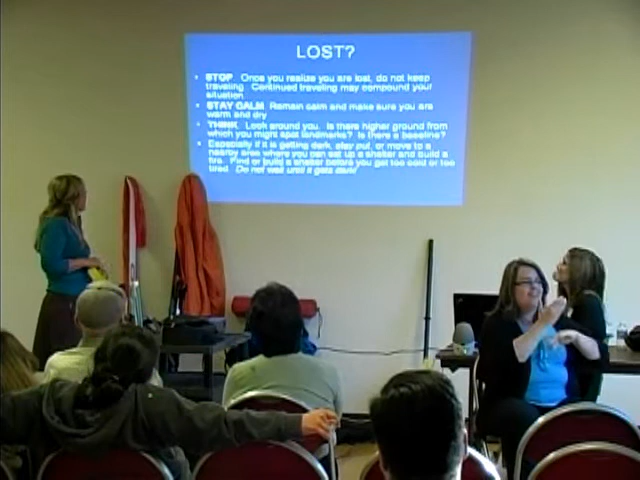 LOST?
• STOP Once you realize you are lost, do not keep
traveling. Continued traveling may compound your
situation.
• STAY CALM Remain calm and make sure you are
warm and dry
• THINK Look around you. Is there higher ground from
which you might spot landmarks? Is there a baseline?
• Especially if it is getting dark, stay put, or move to a
nearby area where you can set up a shelter and build a
fire. Find or build a shelter before you get too cold or too
tired. Do not wait until it gets dark!